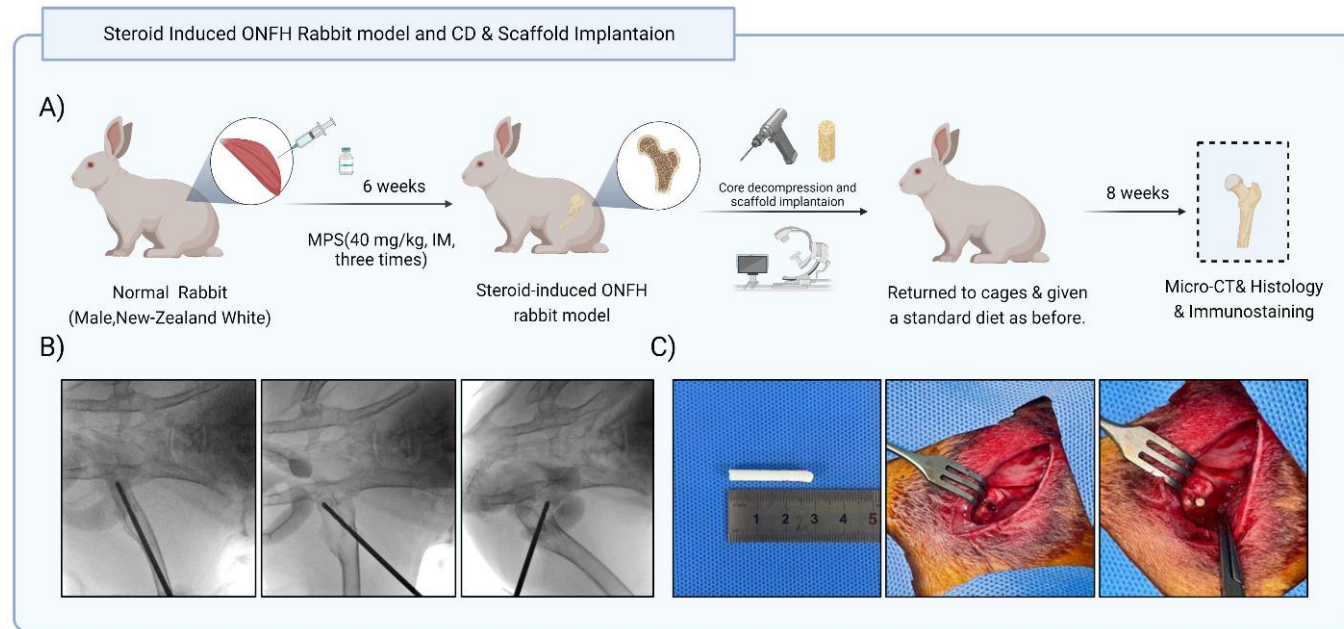 Steroid Induced ONFH Rabbit model and CD & Scaffold Implantaion
A)
6 weeks
MPS(40 mg/kg, IM,
three times)
Normal Rabbit
(Male,New-Zealand White)
Steroid-induced ONFH
rabbit model
Core decompression and
scaffold implantaion
Returned to cages & given
a standard diet as before.
8 weeks
Micro-CT& Histology
& Immunostaining
B)
C)
1 2 3 4 5